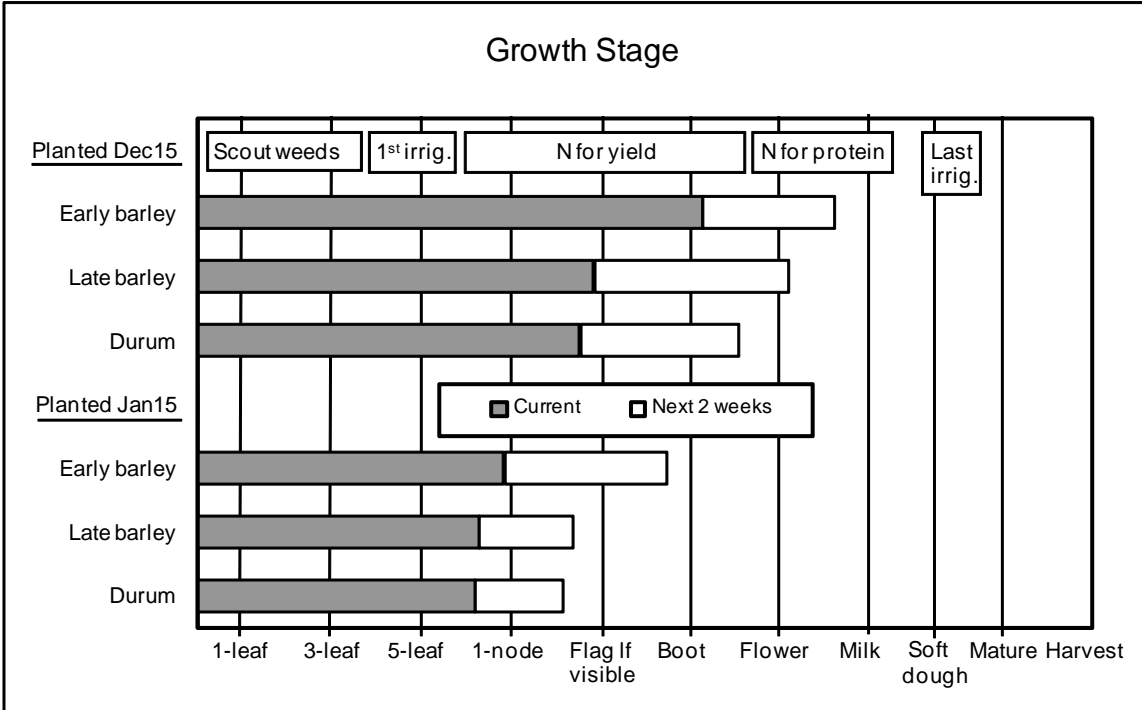 Growth Stage
Planted Dec15
Scout weeds
1st irrig.
N for yield
N for protein
Last
irrig.
Early barley
Late barley
Durum
Planted Jan15
Current
Next 2 weeks
Early barley
Late barley
Durum
1-leaf
3-leaf
5-leaf
1-node
Flag lf
visible
Boot
Flower
Milk
Soft
dough
Mature
Harvest